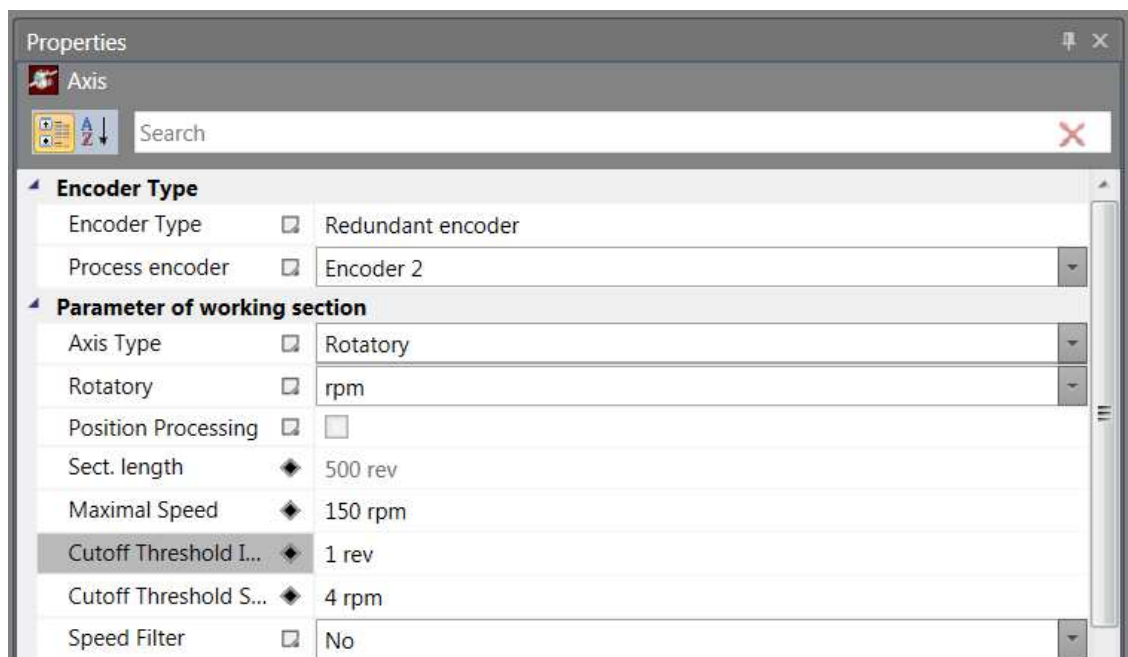 Properties
Axis
Search
Encoder Type
Encoder Type Redundant encoder
Process encoder Encoder 2
Parameter of working section
Axis Type Rotatory
Rotatory rpm
Position Processing
Sect. length 500 rev
Maximal Speed 150 rpm
Cutoff Threshold I... 1 rev
Cutoff Threshold S... 4 rpm
Speed Filter No